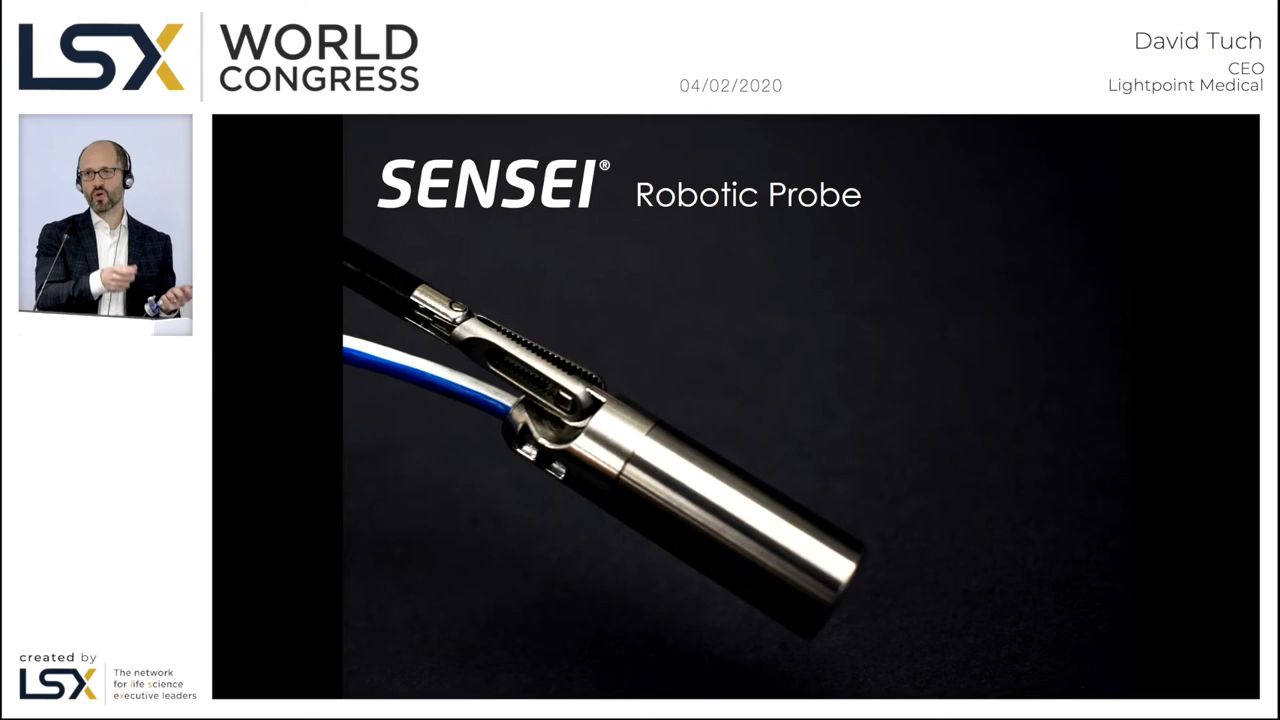 LSX WORLD
CONGRESS
04/02/2020
David Tuch
CEO
Lightpoint Medical
SENSEI® Robotic Probe
created by
LSX
The network
for life science
executive leaders